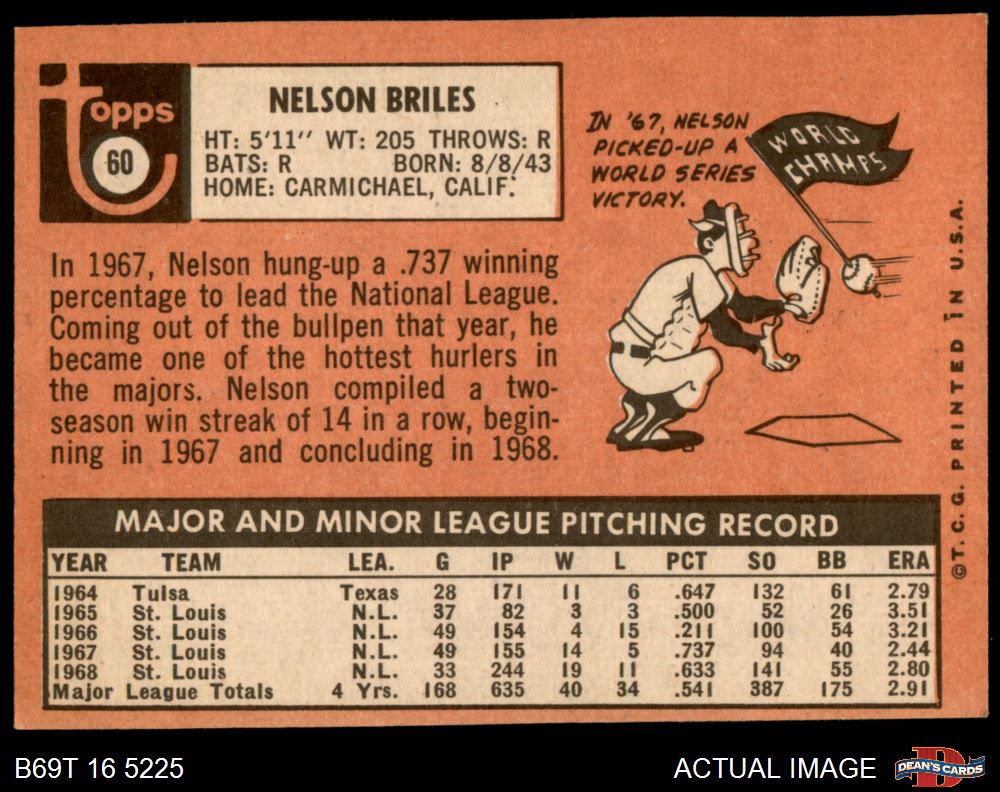 Topps
60
NELSON BRILES
HT: 5'11" WT: 205 THROWS: R
BATS: R BORN: 8/8/43
HOME: CARMICHAEL, CALIF.
In 1967, Nelson hung-up a .737 winning
percentage to lead the National League.
Coming out of the bullpen that year, he
became one of the hottest hurlers in
the majors. Nelson compiled a two-
season win streak of 14 in a row, begin-
ning in 1967 and concluding in 1968.
IN '67, NELSON
PICKED-UP A
WORLD SERIES
VICTORY.
WORLD
CHAMPS
©T.C.G. PRINTED IN U.S.A.
MAJOR AND MINOR LEAGUE PITCHING RECORD
YEAR TEAM LEA. G IP W L PCT SO BB ERA
1964 Tulsa Texas 28 171 11 6 .647 132 61 2.79
1965 St. Louis N.L. 37 82 3 3 .500 52 26 3.51
1966 St. Louis N.L. 49 154 4 15 .211 100 54 3.21
1967 St. Louis N.L. 49 155 14 5 .737 94 40 2.44
1968 St. Louis N.L. 33 244 19 11 .633 141 55 2.80
Major League Totals 4 Yrs. 168 635 40 34 .541 387 175 2.91
B69T 16 5225
ACTUAL IMAGE
DEAN'S CARDS